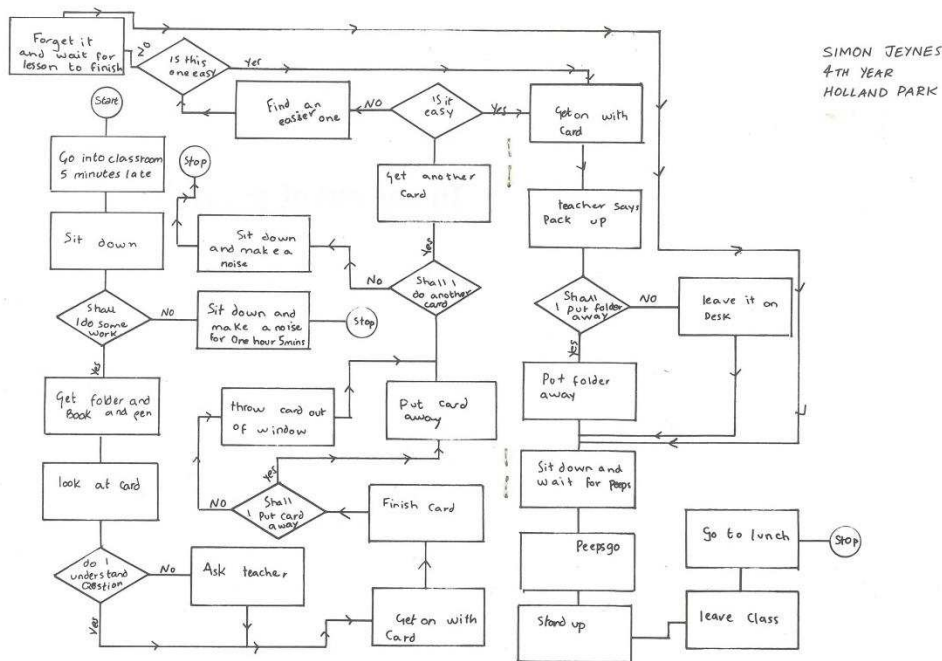 SIMON JEYNES
4TH YEAR
HOLLAND PARK
Start
Go into classroom
5 minutes late
Sit down
Shall
I do some
work
NO
Sit down and
make a noise
for One hour 5mins
Stop
Yes
Get folder and
Book and pen
look at card
do I
understand
Qestion
NO
Ask teacher
Yes
Get on with
Card
Finish Card
Shall
I put card
away
NO
throw card out
of window
yes
Put card
away
Shall I
do another
card
NO
Sit down
and make a
noise
Stop
Yes
Get another
Card
Is it
easy
NO
Find an
easier one
Is this
one easy
NO
Forget it
and wait for
lesson to finish
Yes
Yes
Get on with
Card
teacher says
Pack up
Shall
I put folder
away
NO
leave it on
Desk
Yes
Put folder
away
Sit down and
wait for peeps
Peeps go
Stand up
leave Class
Go to lunch
Stop